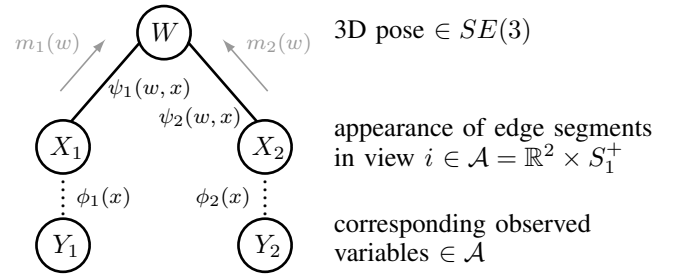 W
3D pose ∈ SE(3)
m₁(w)
m₂(w)
ψ₁(w, x)
ψ₂(w, x)
X₁
X₂
appearance of edge segments
in view i ∈ 𝒜 = ℝ² × S₁⁺
ϕ₁(x)
ϕ₂(x)
Y₁
Y₂
corresponding observed
variables ∈ 𝒜